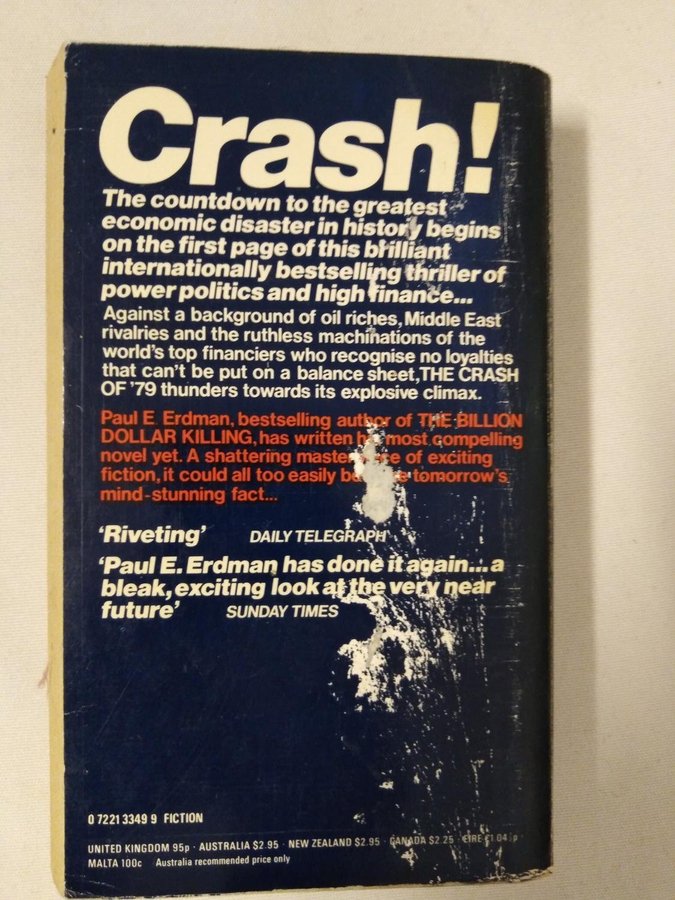 Crash!
The countdown to the greatest
economic disaster in history begins
on the first page of this brilliant
internationally bestselling thriller of
power politics and high finance...
Against a background of oil riches, Middle East
rivalries and the ruthless machinations of the
world's top financiers who recognise no loyalties
that can't be put on a balance sheet, THE CRASH
OF '79 thunders towards its explosive climax.
Paul E. Erdman, bestselling author of THE BILLION
DOLLAR KILLING, has written most compelling
novel yet. A shattering of exciting
fiction, it could all too easily tomorrow's
mind-stunning fact...
'Riveting' DAILY TELEGRAPH
'Paul E. Erdman has done it again... a
bleak, exciting look at the very near
future' SUNDAY TIMES
0 7221 3349 9 FICTION
UNITED KINGDOM 95p · AUSTRALIA $2.95 · NEW ZEALAND $2.95 · CANADA $2.25 · EIRE
MALTA 100c Australia recommended price only